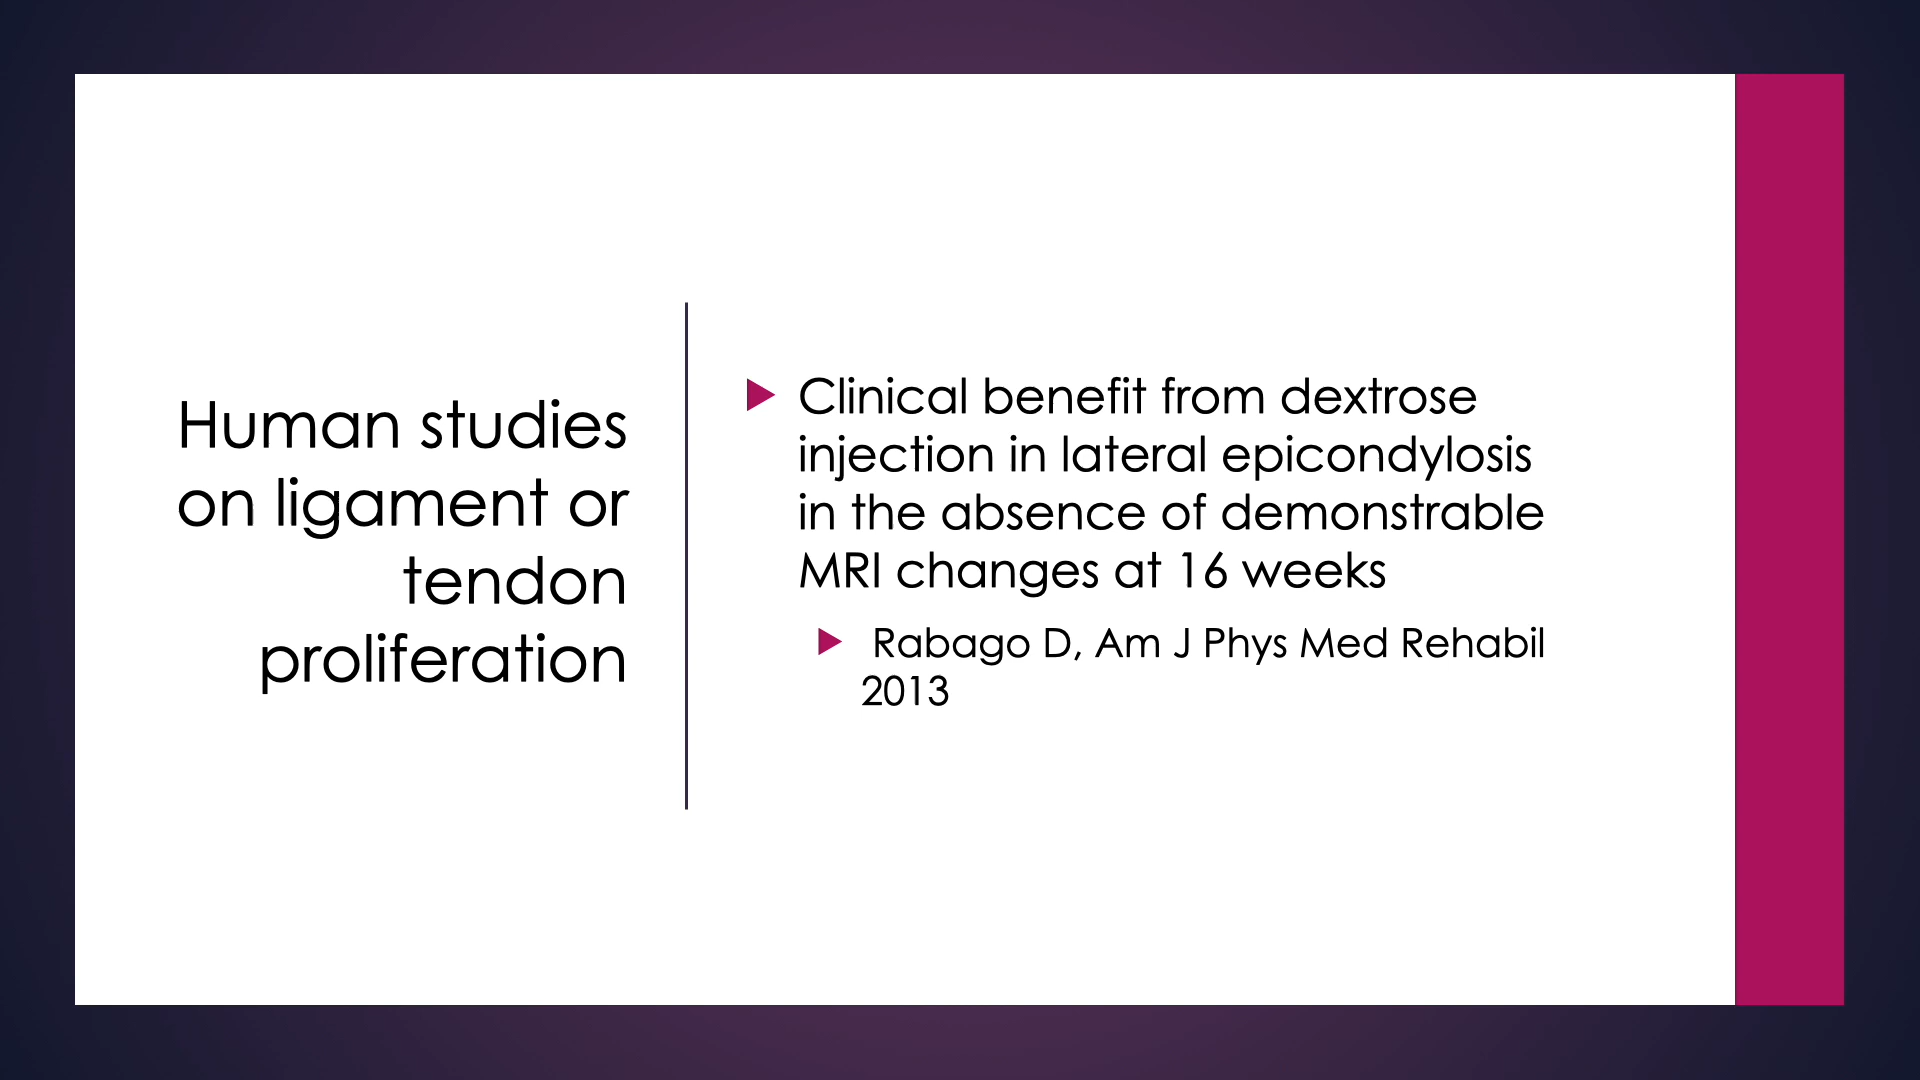 Human studies
on ligament or
tendon
proliferation
Clinical benefit from dextrose
injection in lateral epicondylosis
in the absence of demonstrable
MRI changes at 16 weeks
Rabago D, Am J Phys Med Rehabil
2013